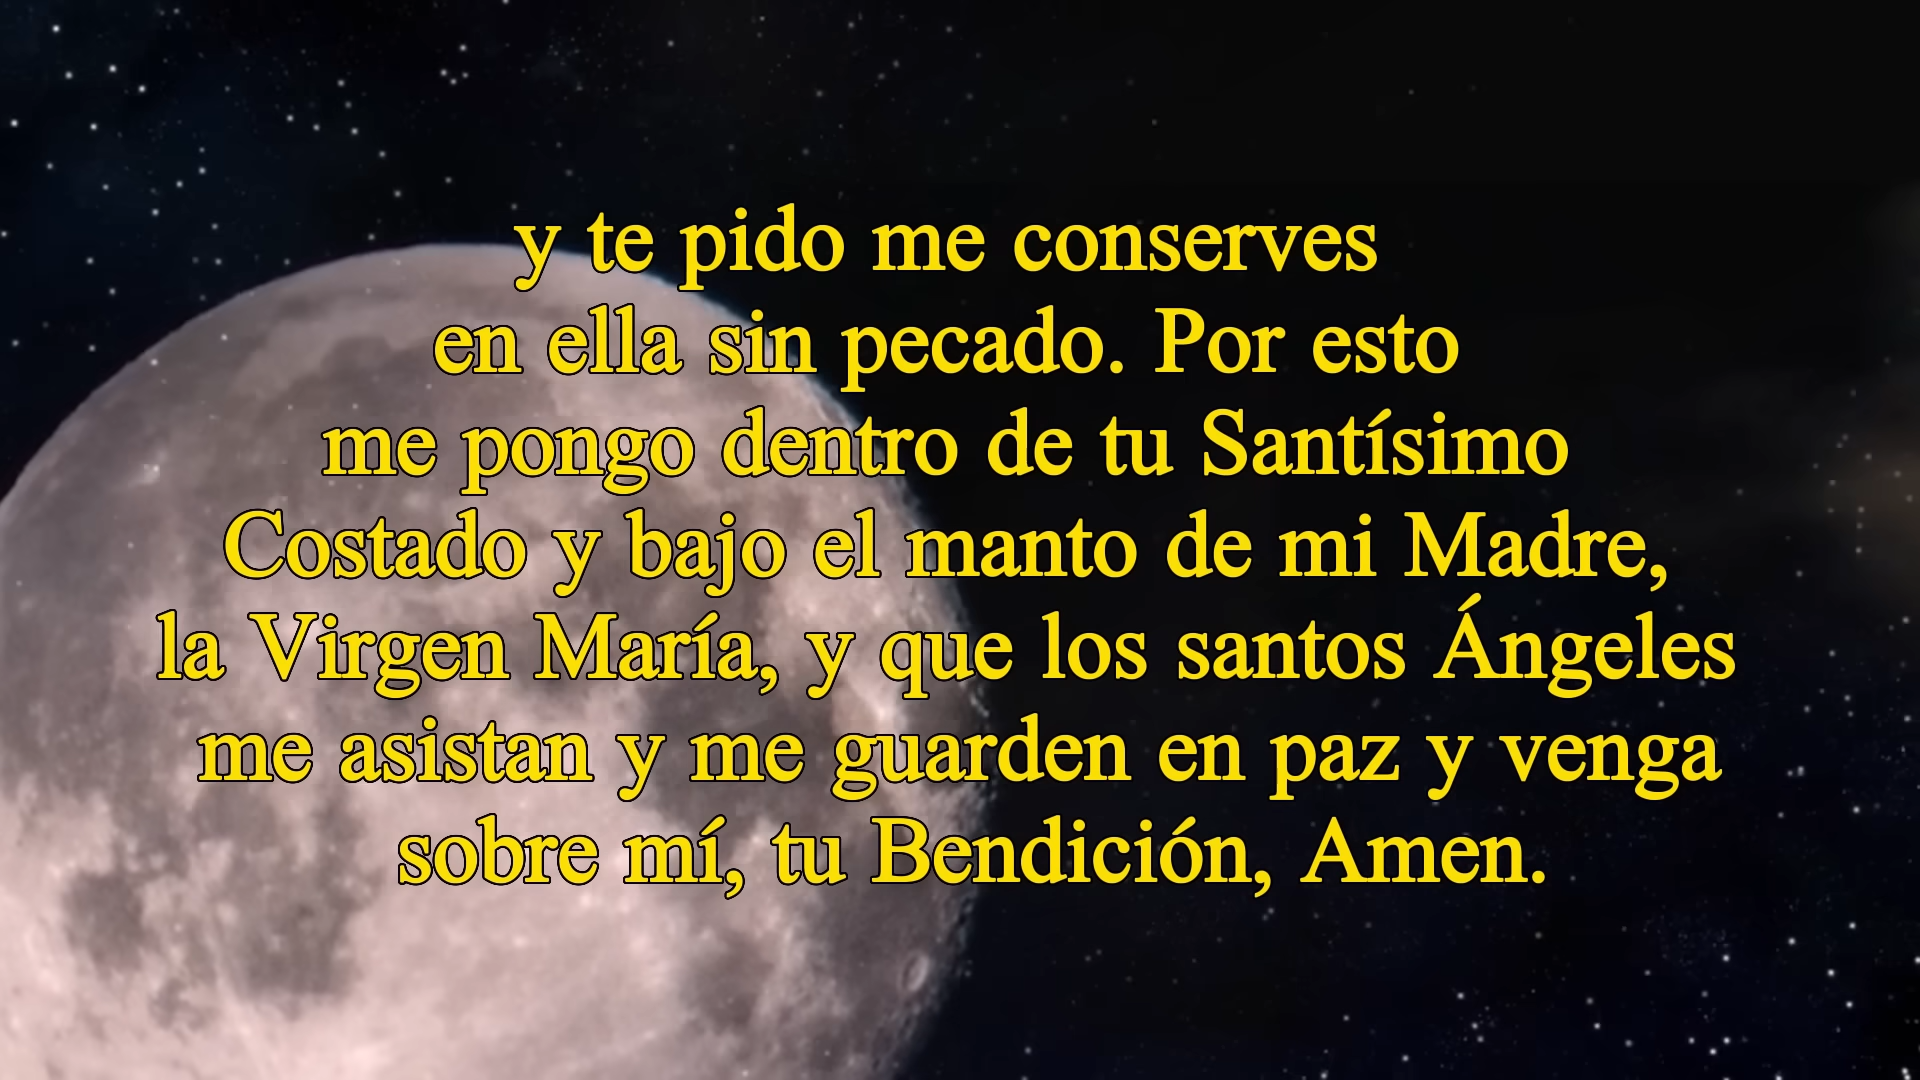 y te pido me conserves
en ella sin pecado. Por esto
me pongo dentro de tu Santísimo
Costado y bajo el manto de mi Madre,
la Virgen María, y que los santos Ángeles
me asistan y me guarden en paz y venga
sobre mí, tu Bendición, Amen.